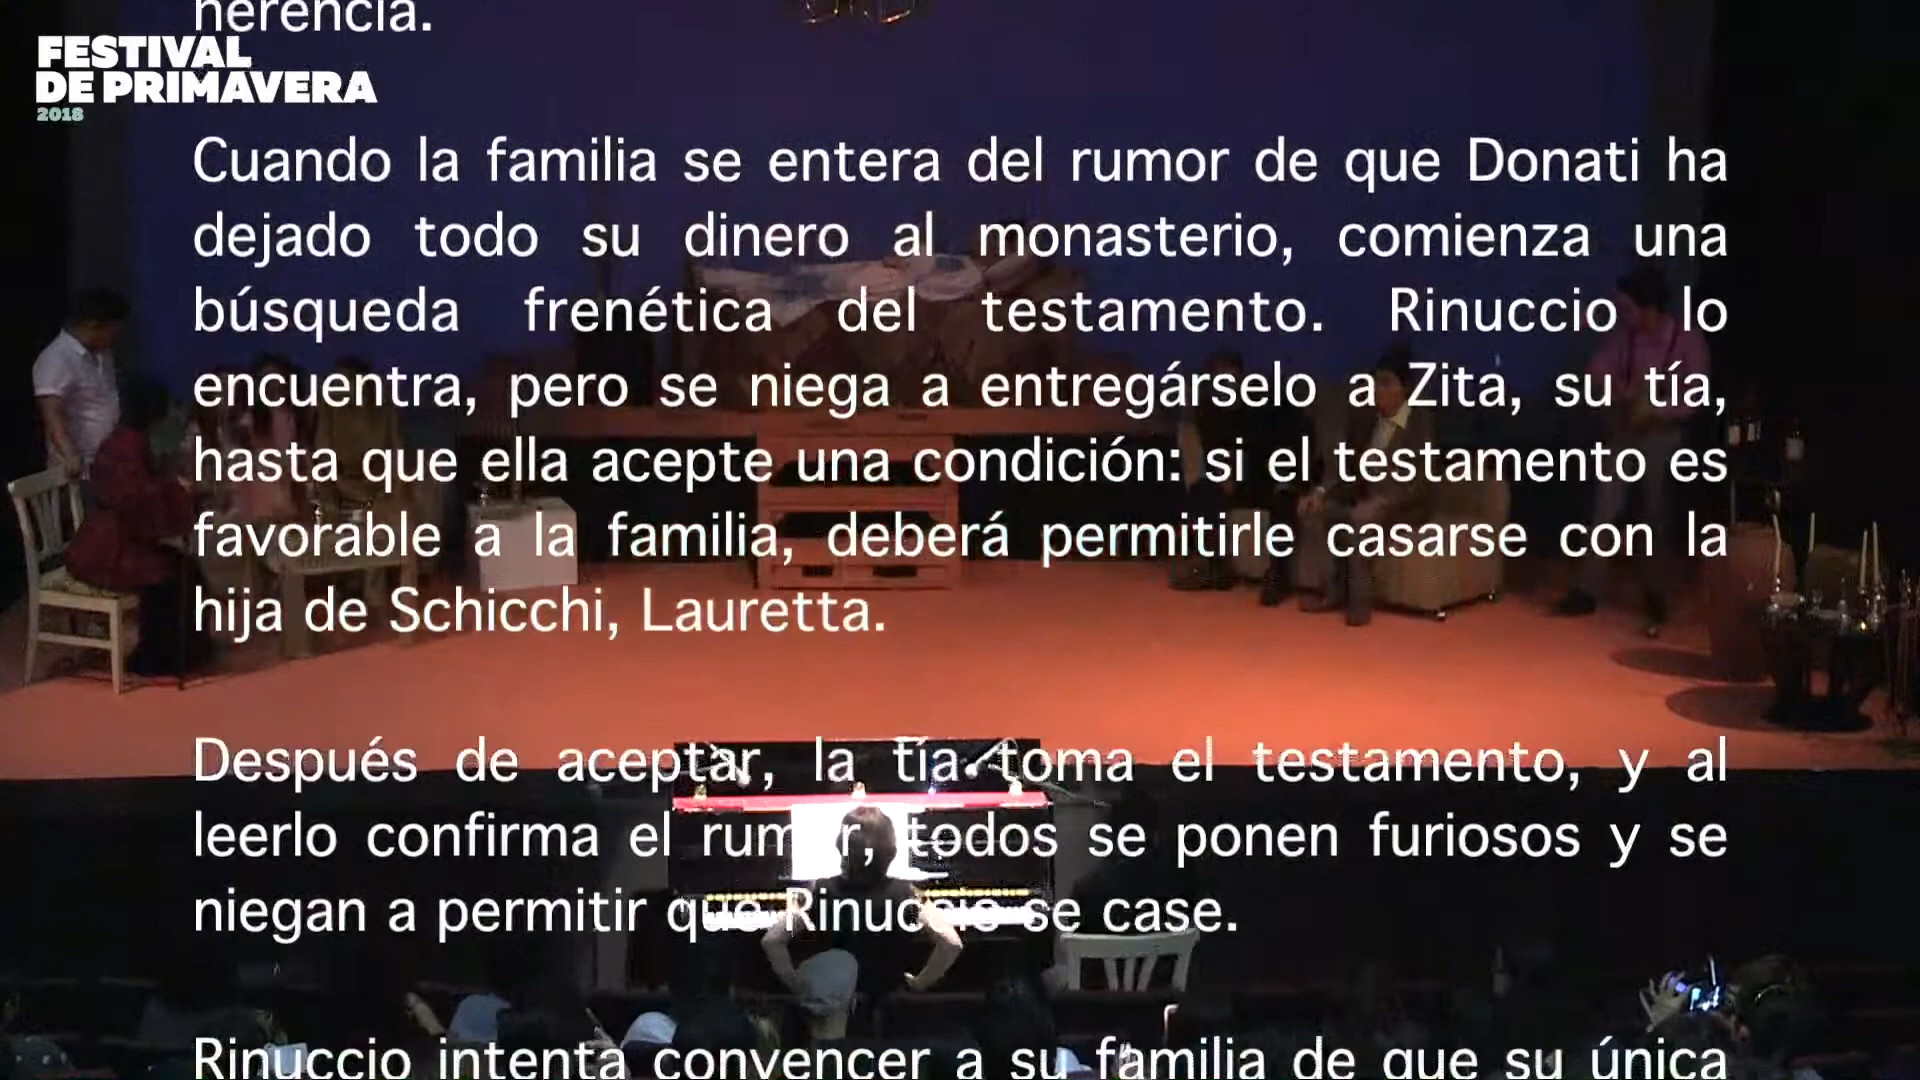 herencia.
FESTIVAL
DE PRIMAVERA
2018
Cuando la familia se entera del rumor de que Donati ha
dejado todo su dinero al monasterio, comienza una
búsqueda frenética del testamento. Rinuccio lo
encuentra, pero se niega a entregárselo a Zita, su tía,
hasta que ella acepte una condición: si el testamento es
favorable a la familia, deberá permitirle casarse con la
hija de Schicchi, Lauretta.
Después de aceptar, la tía toma el testamento, y al
leerlo confirma el rumor, todos se ponen furiosos y se
niegan a permitir que Rinuccio se case.
Rinuccio intenta convencer a su familia de que su única